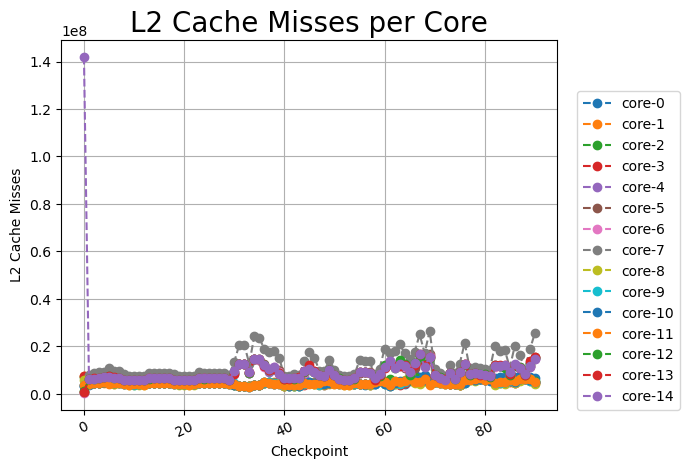 L2 Cache Misses per Core
1e8
1.4
1.2
1.0
0.8
0.6
0.4
0.2
0.0
L2 Cache Misses
0
20
40
60
80
Checkpoint
core-0
core-1
core-2
core-3
core-4
core-5
core-6
core-7
core-8
core-9
core-10
core-11
core-12
core-13
core-14